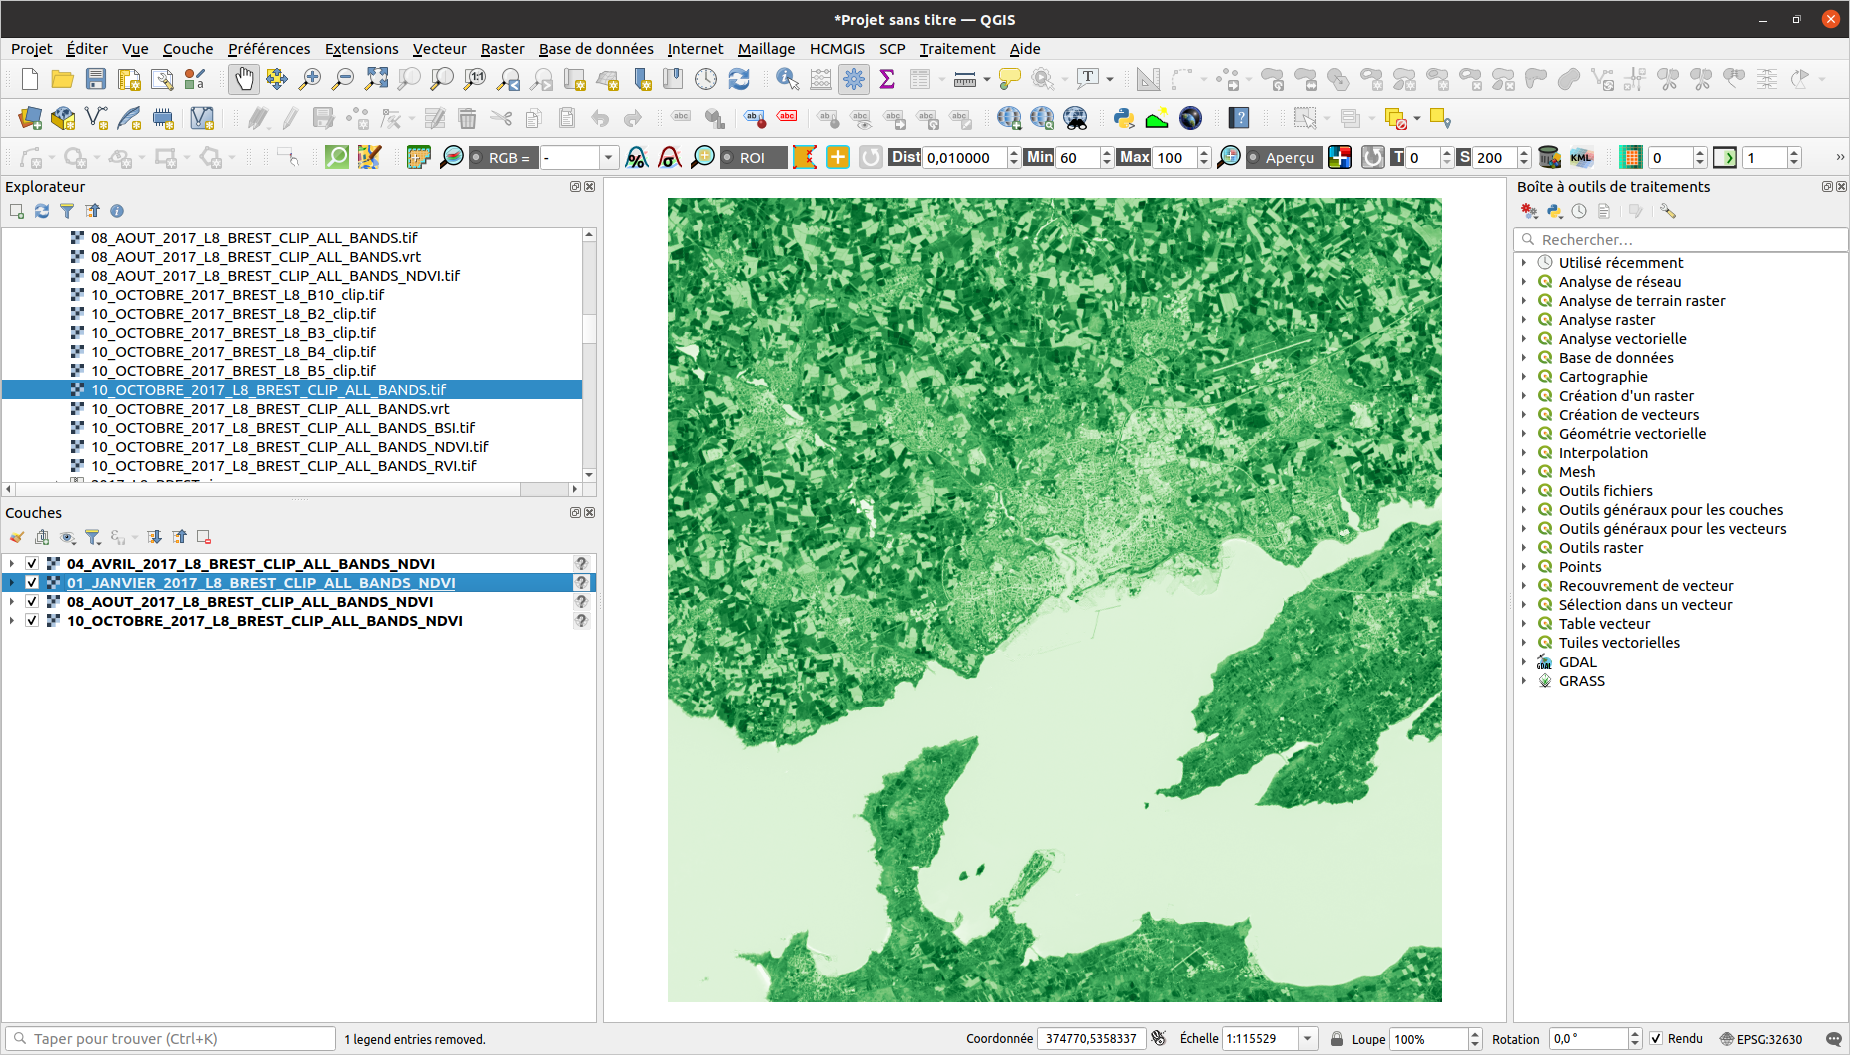 *Projet sans titre — QGIS
Projet Éditer Vue Couche Préférences Extensions Vecteur Raster Base de données Internet Maillage HCMGIS SCP Traitement Aide
RGB = - ROI Dist 0,010000 Min 60 Max 100 Aperçu T 0 S 200 KML 0 1 »
Explorateur
08_AOUT_2017_L8_BREST_CLIP_ALL_BANDS.tif
08_AOUT_2017_L8_BREST_CLIP_ALL_BANDS.vrt
08_AOUT_2017_L8_BREST_CLIP_ALL_BANDS_NDVI.tif
10_OCTOBRE_2017_BREST_L8_B10_clip.tif
10_OCTOBRE_2017_BREST_L8_B2_clip.tif
10_OCTOBRE_2017_BREST_L8_B3_clip.tif
10_OCTOBRE_2017_BREST_L8_B4_clip.tif
10_OCTOBRE_2017_BREST_L8_B5_clip.tif
10_OCTOBRE_2017_L8_BREST_CLIP_ALL_BANDS.tif
10_OCTOBRE_2017_L8_BREST_CLIP_ALL_BANDS.vrt
10_OCTOBRE_2017_L8_BREST_CLIP_ALL_BANDS_BSI.tif
10_OCTOBRE_2017_L8_BREST_CLIP_ALL_BANDS_NDVI.tif
10_OCTOBRE_2017_L8_BREST_CLIP_ALL_BANDS_RVI.tif
Couches
04_AVRIL_2017_L8_BREST_CLIP_ALL_BANDS_NDVI
01_JANVIER_2017_L8_BREST_CLIP_ALL_BANDS_NDVI
08_AOUT_2017_L8_BREST_CLIP_ALL_BANDS_NDVI
10_OCTOBRE_2017_L8_BREST_CLIP_ALL_BANDS_NDVI
Boîte à outils de traitements
Rechercher…
Utilisé récemment
Analyse de réseau
Analyse de terrain raster
Analyse raster
Analyse vectorielle
Base de données
Cartographie
Création d'un raster
Création de vecteurs
Géométrie vectorielle
Interpolation
Mesh
Outils fichiers
Outils généraux pour les couches
Outils généraux pour les vecteurs
Outils raster
Points
Recouvrement de vecteur
Sélection dans un vecteur
Table vecteur
Tuiles vectorielles
GDAL
GRASS
Taper pour trouver (Ctrl+K) 1 legend entries removed. Coordonnée 374770,5358337 Échelle 1:115529 Loupe 100% Rotation 0,0 ° Rendu EPSG:32630